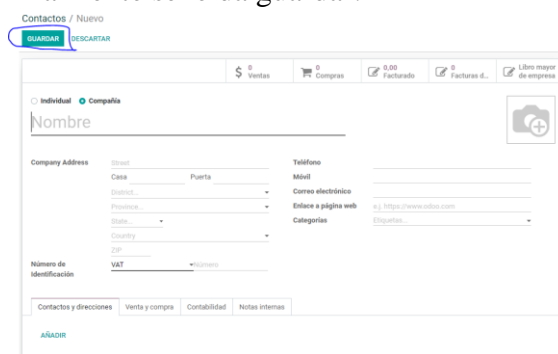 Contactos / Nuevo
GUARDAR DESCARTAR
0 Ventas
0 Compras
0,00 Facturado
0 Facturas d...
Libro mayor de empresa
Individual Compañía
Nombre
Company Address Street...
Casa Puerta
District...
Province...
State...
Country
ZIP
Número de Identificación VAT Número
Teléfono
Móvil
Correo electrónico
Enlace a página web e.j. https://www.odoo.com
Categorías Etiquetas...
Contactos y direcciones Venta y compra Contabilidad Notas internas
AÑADIR